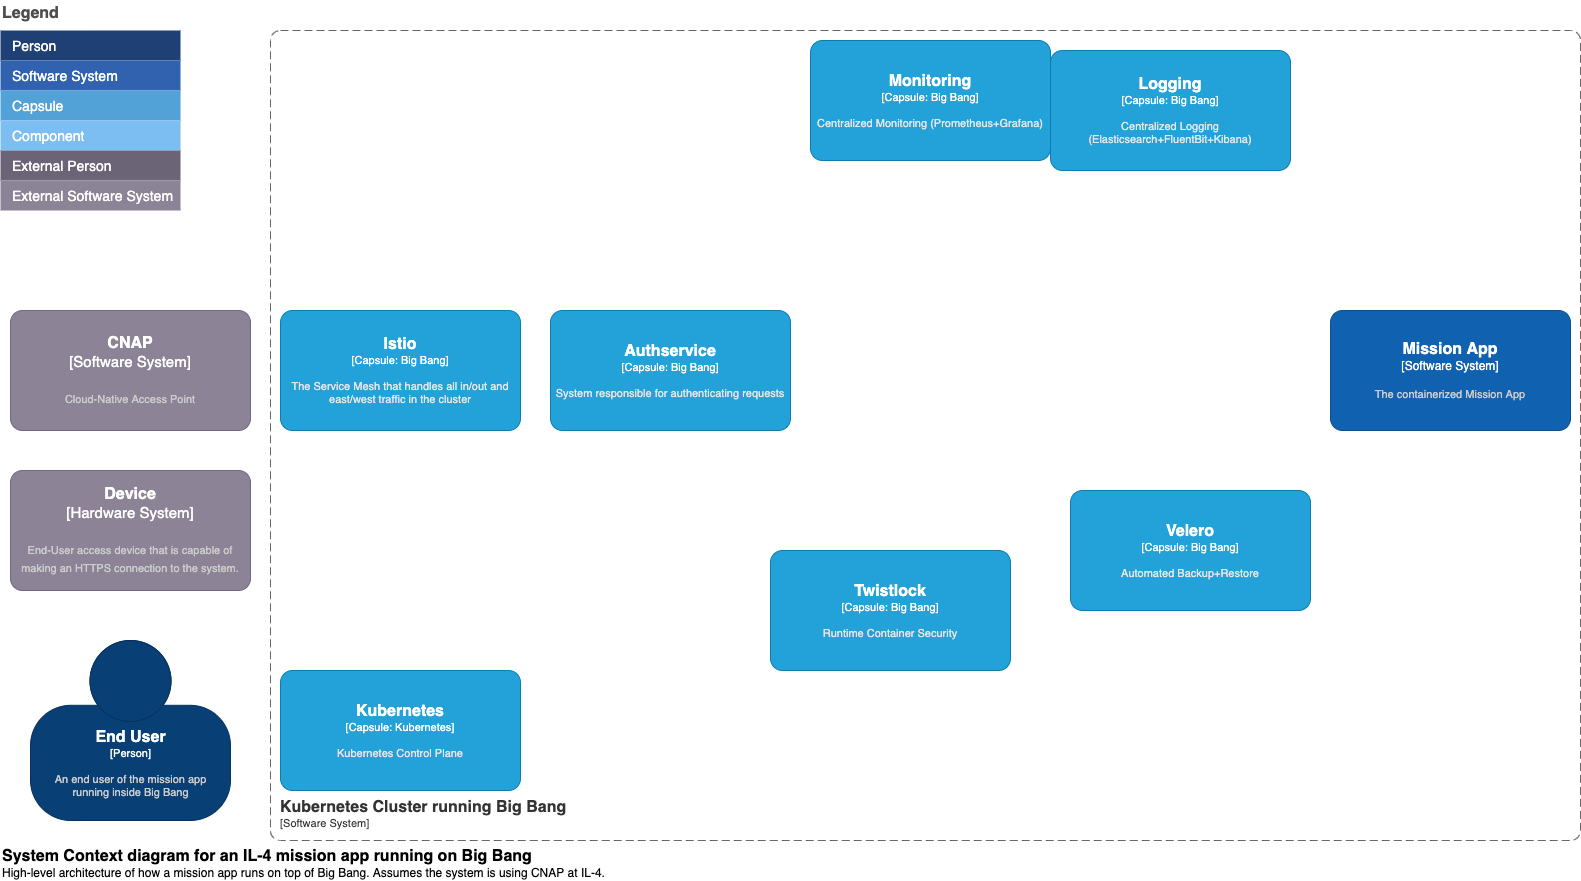 Legend
Person
Software System
Capsule
Component
External Person
External Software System
Monitoring
[Capsule: Big Bang]
Centralized Monitoring (Prometheus+Grafana)
Logging
[Capsule: Big Bang]
Centralized Logging
(Elasticsearch+FluentBit+Kibana)
CNAP
[Software System]
Cloud-Native Access Point
Istio
[Capsule: Big Bang]
The Service Mesh that handles all in/out and
east/west traffic in the cluster
Authservice
[Capsule: Big Bang]
System responsible for authenticating requests
Mission App
[Software System]
The containerized Mission App
Device
[Hardware System]
End-User access device that is capable of
making an HTTPS connection to the system.
Velero
[Capsule: Big Bang]
Automated Backup+Restore
Twistlock
[Capsule: Big Bang]
Runtime Container Security
End User
[Person]
An end user of the mission app
running inside Big Bang
Kubernetes
[Capsule: Kubernetes]
Kubernetes Control Plane
Kubernetes Cluster running Big Bang
[Software System]
System Context diagram for an IL-4 mission app running on Big Bang
High-level architecture of how a mission app runs on top of Big Bang. Assumes the system is using CNAP at IL-4.